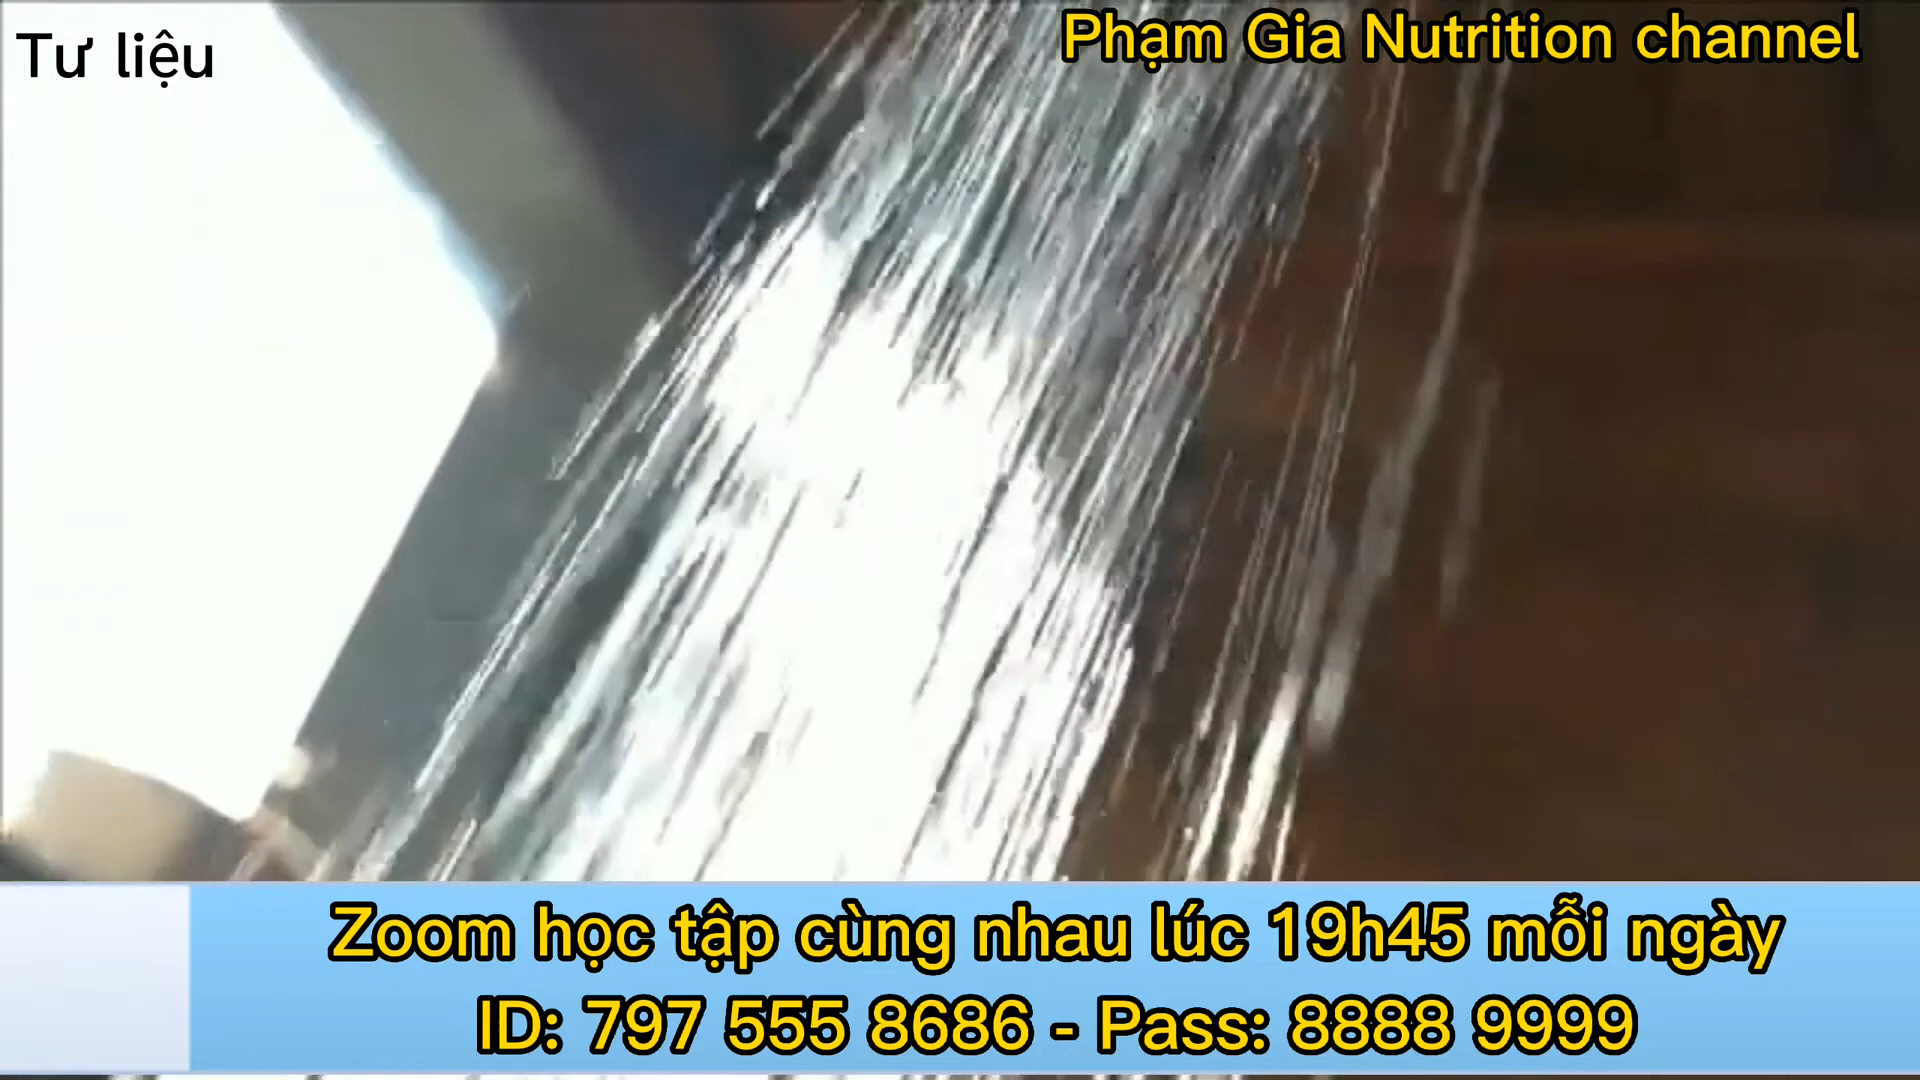 Tư liệu
Phạm Gia Nutrition channel
Zoom học tập cùng nhau lúc 19h45 mỗi ngày
ID: 797 555 8686 - Pass: 8888 9999